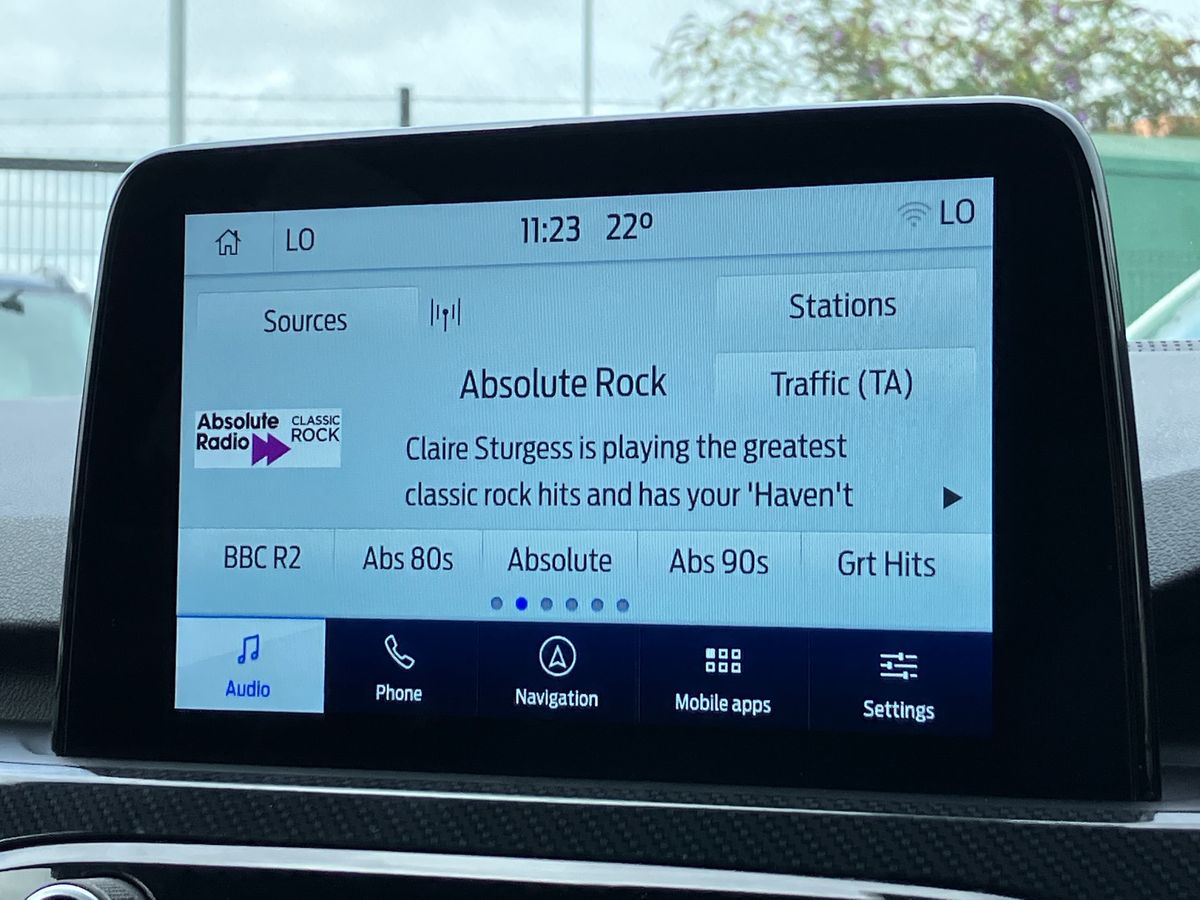 LO 11:23 22º LO
Sources Stations
Absolute Rock Traffic (TA)
Absolute Radio CLASSIC ROCK
Claire Sturgess is playing the greatest
classic rock hits and has your 'Haven't
BBC R2 Abs 80s Absolute Abs 90s Grt Hits
Audio Phone Navigation Mobile apps Settings